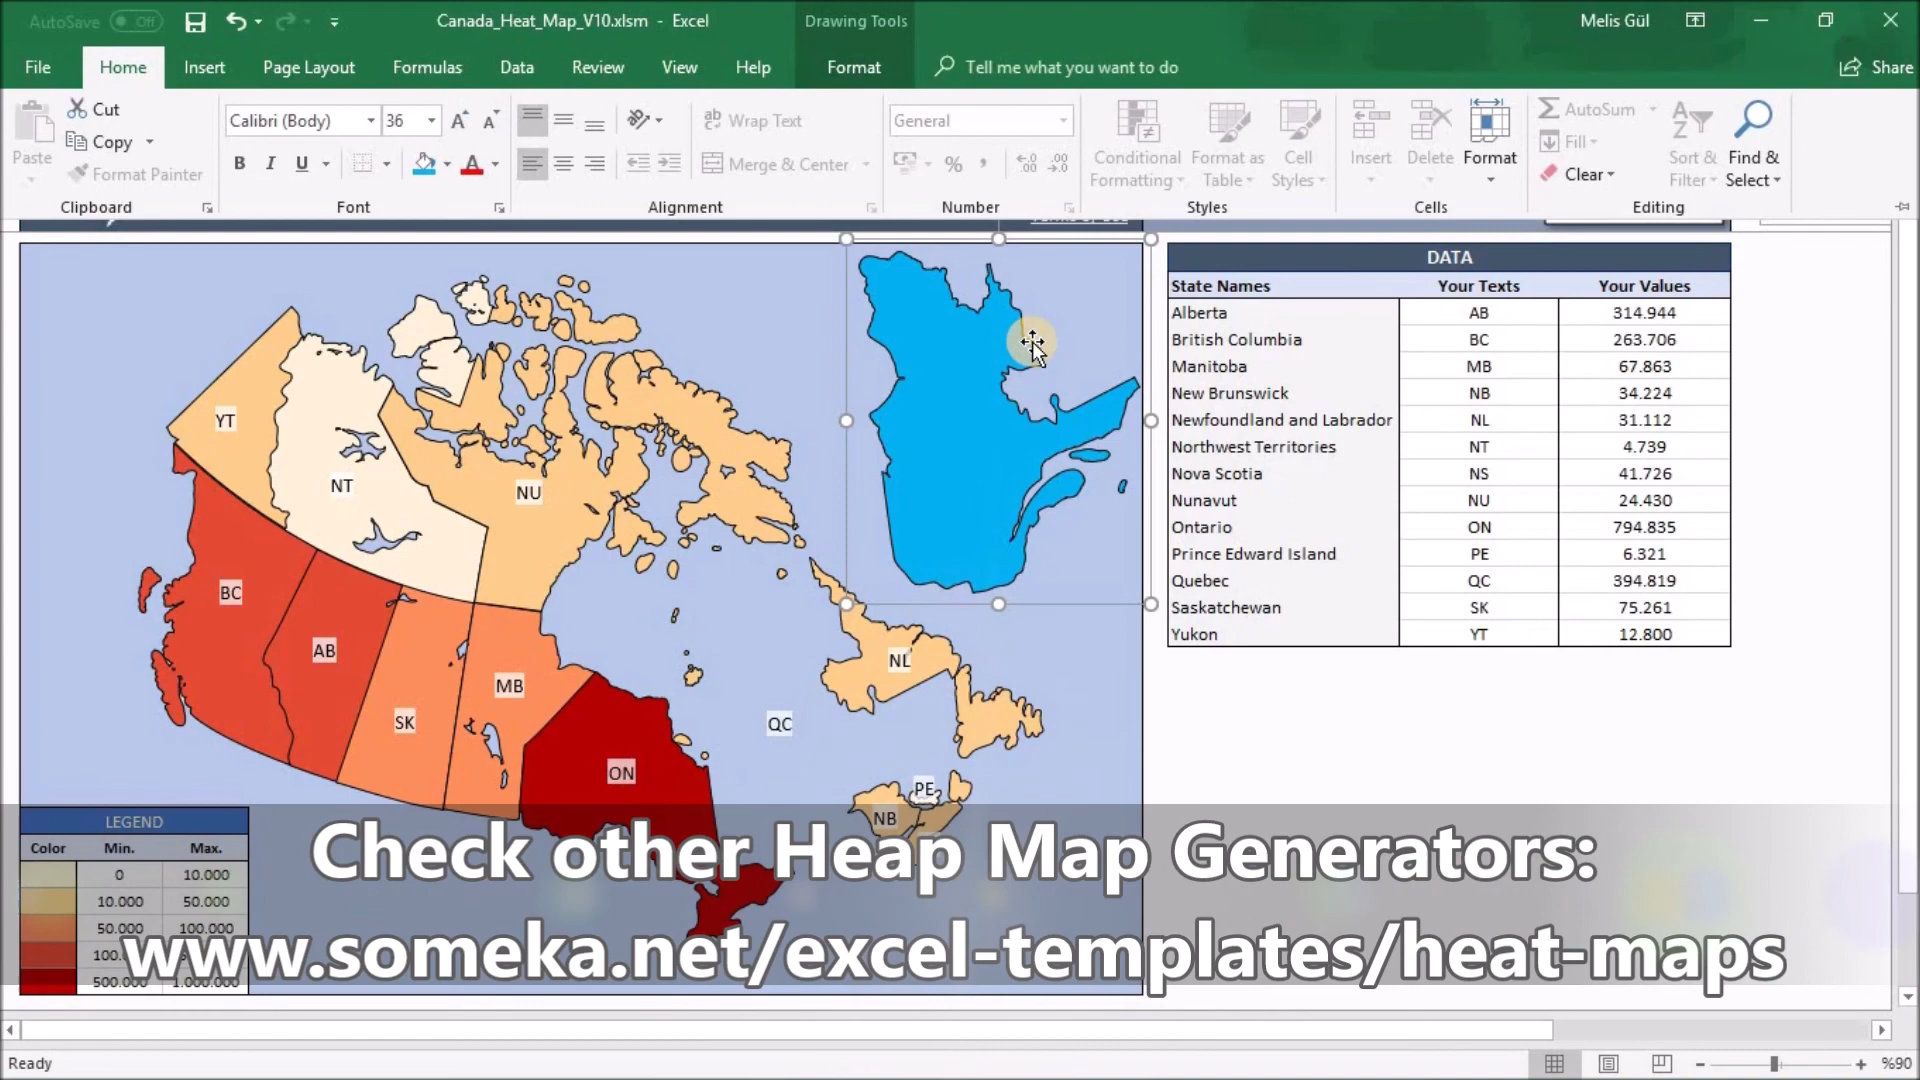 AutoSave Off
Canada_Heat_Map_V10.xlsm - Excel
Drawing Tools
Melis Gül
File Home Insert Page Layout Formulas Data Review View Help Format Tell me what you want to do Share
Paste
Cut
Copy
Format Painter
Clipboard
Calibri (Body) 36
B I U
Font
Wrap Text
Merge & Center
Alignment
General
%
Number
Conditional Formatting
Format as Table
Cell Styles
Styles
Insert Delete Format
Cells
AutoSum
Fill
Clear
Sort & Filter
Find & Select
Editing
DATA
State Names Your Texts Your Values
Alberta AB 314.944
British Columbia BC 263.706
Manitoba MB 67.863
New Brunswick NB 34.224
Newfoundland and Labrador NL 31.112
Northwest Territories NT 4.739
Nova Scotia NS 41.726
Nunavut NU 24.430
Ontario ON 794.835
Prince Edward Island PE 6.321
Quebec QC 394.819
Saskatchewan SK 75.261
Yukon YT 12.800
YT
NT
NU
BC
AB
SK
MB
ON
QC
NL
PE
NB
LEGEND
Color Min. Max.
0 10.000
10.000 50.000
50.000 100.000
500.000 1.000.000
Check other Heap Map Generators:
www.someka.net/excel-templates/heat-maps
Ready
%90